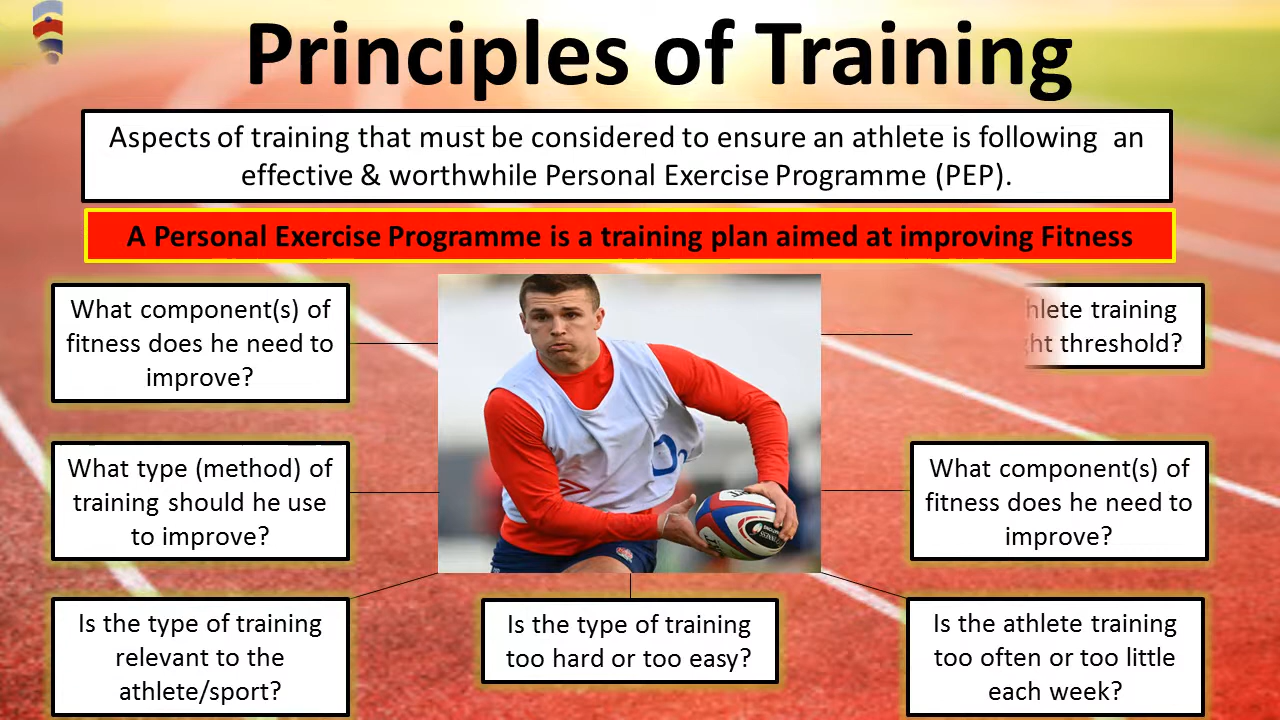 Principles of Training
Aspects of training that must be considered to ensure an athlete is following an
effective & worthwhile Personal Exercise Programme (PEP).
A Personal Exercise Programme is a training plan aimed at improving Fitness
What component(s) of
fitness does he need to
improve?
training
threshold?
What type (method) of
training should he use
to improve?
What component(s) of
fitness does he need to
improve?
Is the type of training
relevant to the
athlete/sport?
Is the type of training
too hard or too easy?
Is the athlete training
too often or too little
each week?
O2